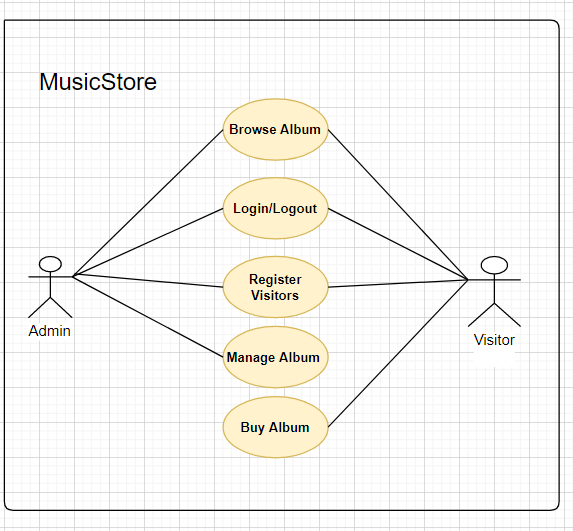 MusicStore
Browse Album
Login/Logout
Register
Visitors
Admin
Visitor
Manage Album
Buy Album